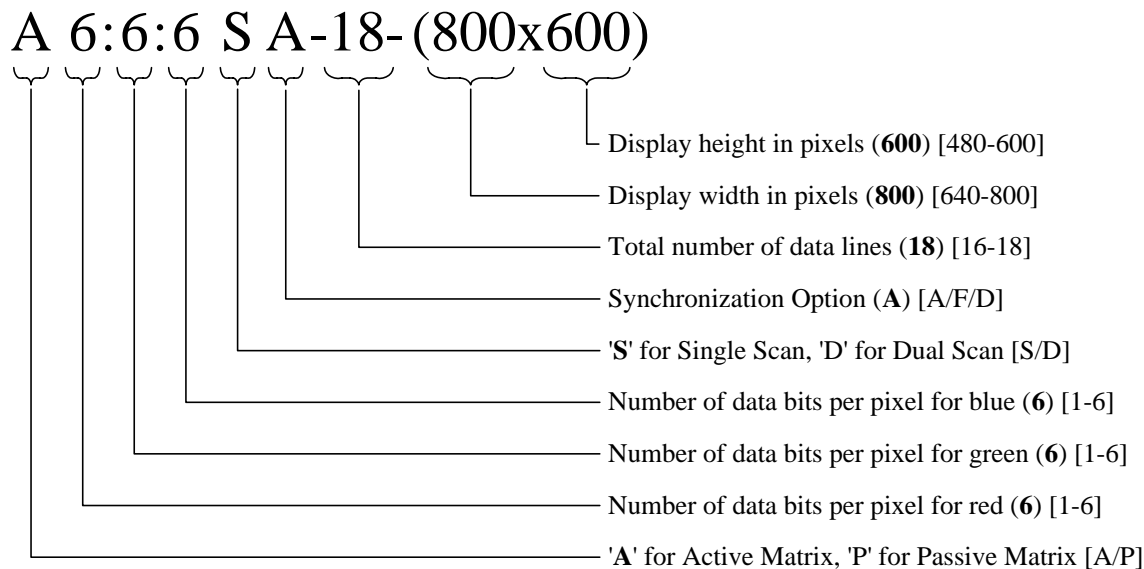 A 6:6:6 S A-18-(800x600)
Display height in pixels (600) [480-600]
Display width in pixels (800) [640-800]
Total number of data lines (18) [16-18]
Synchronization Option (A) [A/F/D]
'S' for Single Scan, 'D' for Dual Scan [S/D]
Number of data bits per pixel for blue (6) [1-6]
Number of data bits per pixel for green (6) [1-6]
Number of data bits per pixel for red (6) [1-6]
'A' for Active Matrix, 'P' for Passive Matrix [A/P]